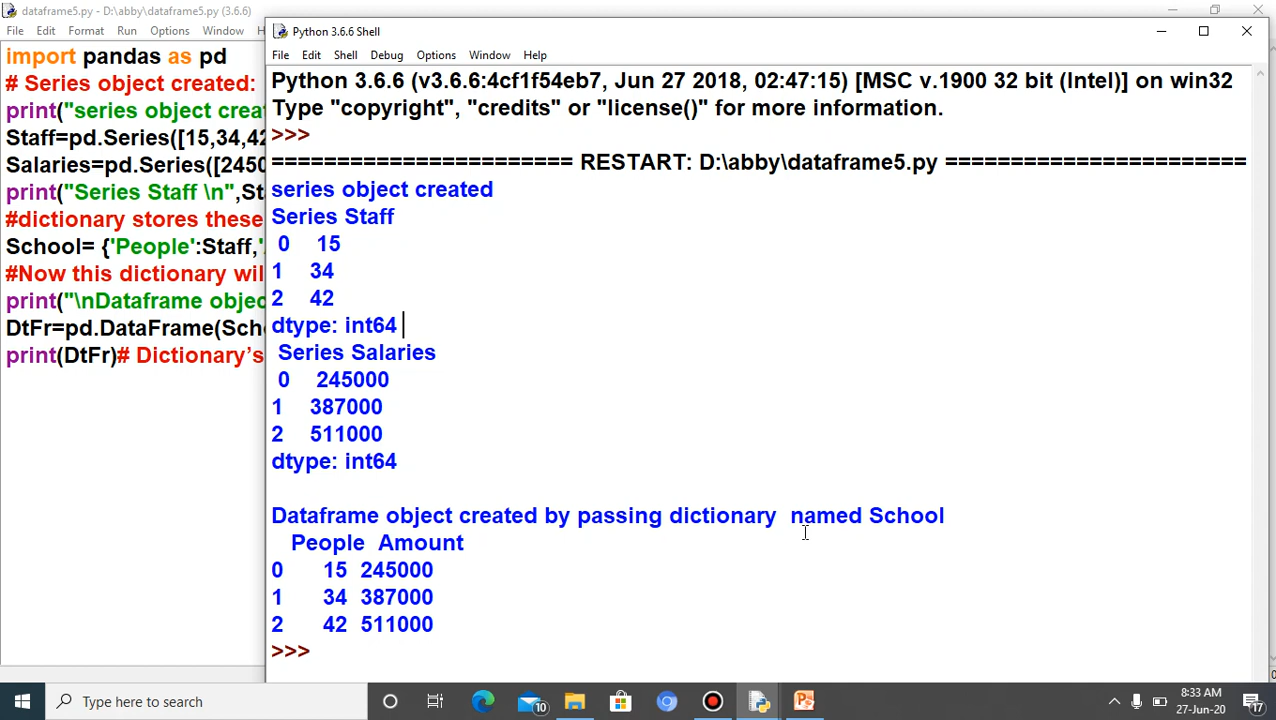 dataframe5.py - D:\abby\dataframe5.py (3.6.6)
File Edit Format Run Options Window H
import pandas as pd
# Series object created:
print("series object crea
Staff=pd.Series([15,34,42
Salaries=pd.Series([2450
print("Series Staff \n",St
#dictionary stores these
School= {'People':Staff,'
#Now this dictionary wil
print("\nDataframe objec
DtFr=pd.DataFrame(Scho
print(DtFr)# Dictionary’s
Python 3.6.6 Shell
File Edit Shell Debug Options Window Help
Python 3.6.6 (v3.6.6:4cf1f54eb7, Jun 27 2018, 02:47:15) [MSC v.1900 32 bit (Intel)] on win32
Type "copyright", "credits" or "license()" for more information.
>>>
======================= RESTART: D:\abby\dataframe5.py =======================
series object created
Series Staff
0 15
1 34
2 42
dtype: int64
Series Salaries
0 245000
1 387000
2 511000
dtype: int64
Dataframe object created by passing dictionary named School
People Amount
0 15 245000
1 34 387000
2 42 511000
>>>
Type here to search
10
8:33 AM
27-Jun-20
17